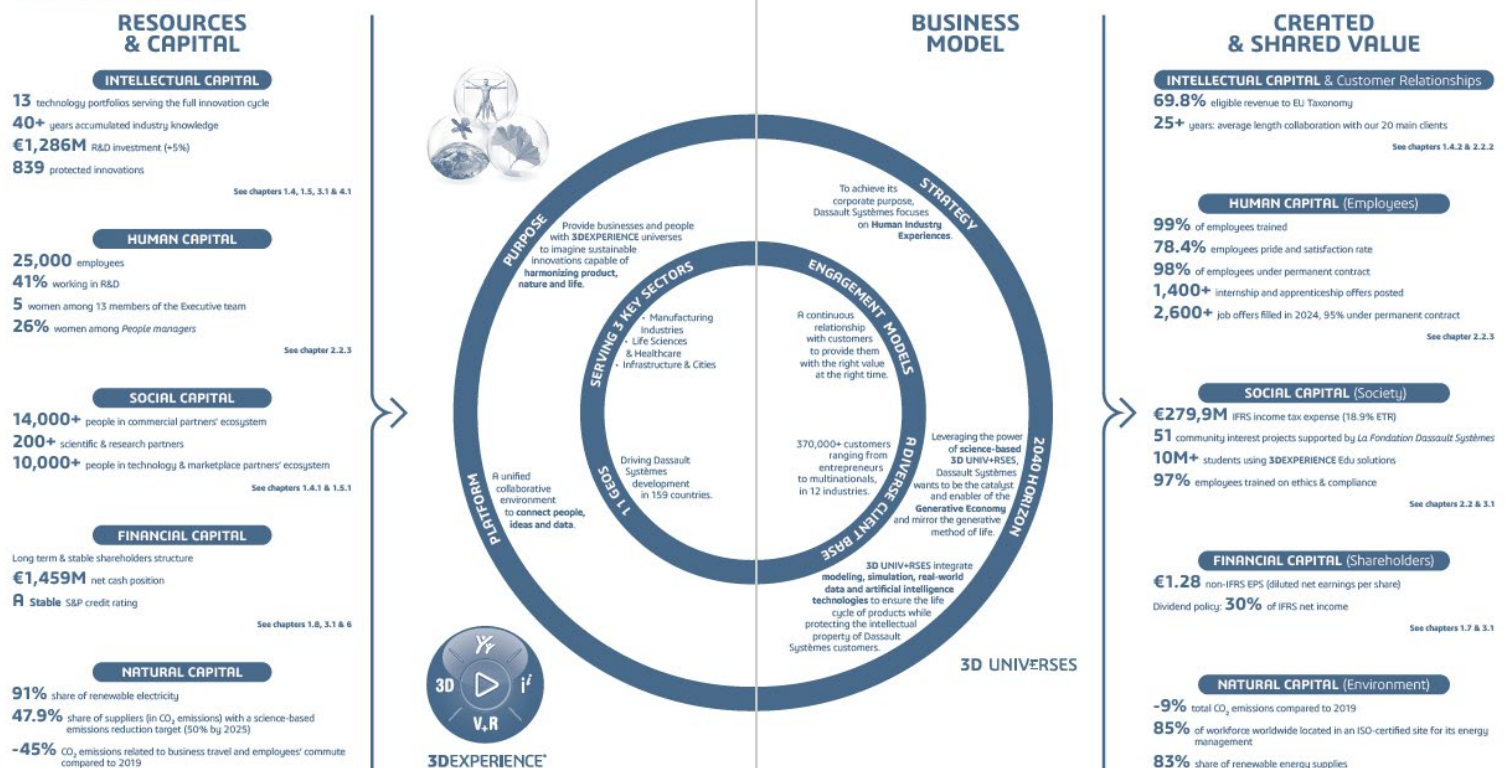 RESOURCES
& CAPITAL
INTELLECTUAL CAPITAL
13 technology portfolios serving the full innovation cycle
40+ years accumulated industry knowledge
€1,286M R&D investment (+5%)
839 protected innovations
See chapters 1.4, 1.5, 3.1 & 4.1
HUMAN CAPITAL
25,000 employees
41% working in R&D
5 women among 13 members of the Executive team
26% women among People managers
See chapter 2.2.3
SOCIAL CAPITAL
14,000+ people in commercial partners' ecosystem
200+ scientific & research partners
10,000+ people in technology & marketplace partners' ecosystem
See chapters 1.4.1 & 1.5.1
FINANCIAL CAPITAL
Long term & stable shareholders structure
€1,459M net cash position
A Stable S&P credit rating
See chapters 1.8, 3.1 & 6
NATURAL CAPITAL
91% share of renewable electricity
47.9% share of suppliers (in CO₂ emissions) with a science-based
emissions reduction target (50% by 2025)
-45% CO₂ emissions related to business travel and employees' commute
compared to 2019
BUSINESS
MODEL
PURPOSE
Provide businesses and people
with 3DEXPERIENCE universes
to imagine sustainable
innovations capable of
harmonizing product,
nature and life.
STRATEGY
To achieve its
corporate purpose,
Dassault Systèmes focuses
on Human Industry
Experiences.
SERVING 3 KEY SECTORS
• Manufacturing
Industries
• Life Sciences
& Healthcare
• Infrastructure & Cities
ENGAGEMENT MODELS
A continuous
relationship
with customers
to provide them
with the right value
at the right time.
PLATFORM
A unified
collaborative
environment
to connect people,
ideas and data.
11 GEOS
Driving Dassault
Systèmes
development
in 159 countries.
A DIVERSE CLIENT BASE
370,000+ customers
ranging from
entrepreneurs
to multinationals,
in 12 industries.
2040 HORIZON
Leveraging the power
of science-based
3D UNIV+RSES,
Dassault Systèmes
wants to be the catalyst
and enabler of the
Generative Economy
and mirror the generative
method of life.
3D UNIV+RSES integrate
modeling, simulation, real-world
data and artificial intelligence
technologies to ensure the life
cycle of products while
protecting the intellectual
property of Dassault
Systèmes customers.
3D
V+R
3DEXPERIENCE®
3D UNIV+RSES
CREATED
& SHARED VALUE
INTELLECTUAL CAPITAL & Customer Relationships
69.8% eligible revenue to EU Taxonomy
25+ years: average length collaboration with our 20 main clients
See chapters 1.4.2 & 2.2.2
HUMAN CAPITAL (Employees)
99% of employees trained
78.4% employees pride and satisfaction rate
98% of employees under permanent contract
1,400+ internship and apprenticeship offers posted
2,600+ job offers filled in 2024, 95% under permanent contract
See chapter 2.2.3
SOCIAL CAPITAL (Society)
€279,9M IFRS income tax expense (18.9% ETR)
51 community interest projects supported by La Fondation Dassault Systèmes
10M+ students using 3DEXPERIENCE Edu solutions
97% employees trained on ethics & compliance
See chapters 2.2 & 3.1
FINANCIAL CAPITAL (Shareholders)
€1.28 non-IFRS EPS (diluted net earnings per share)
Dividend policy: 30% of IFRS net income
See chapters 1.7 & 3.1
NATURAL CAPITAL (Environment)
-9% total CO₂ emissions compared to 2019
85% of workforce worldwide located in an ISO-certified site for its energy
management
83% share of renewable energy supplies